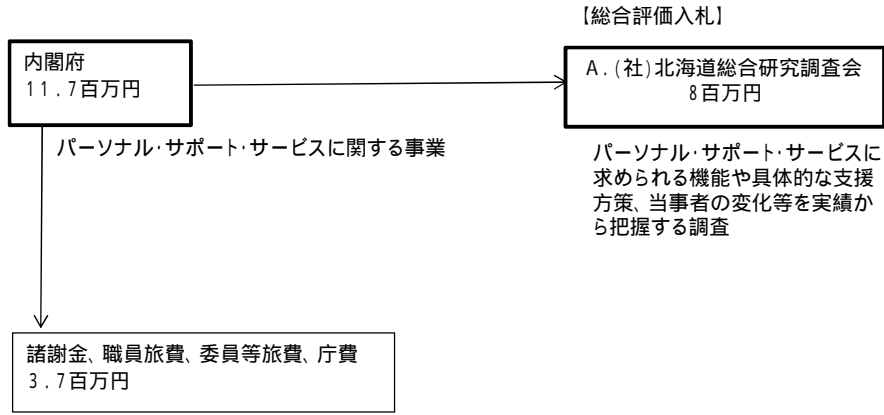 【総合評価入札】
内閣府
11.7百万円
A.(社)北海道総合研究調査会
8百万円
パーソナル・サポート・サービスに関する事業
パーソナル・サポート・サービスに
求められる機能や具体的な支援
方策、当事者の変化等を実績か
ら把握する調査
諸謝金、職員旅費、委員等旅費、庁費
3.7百万円